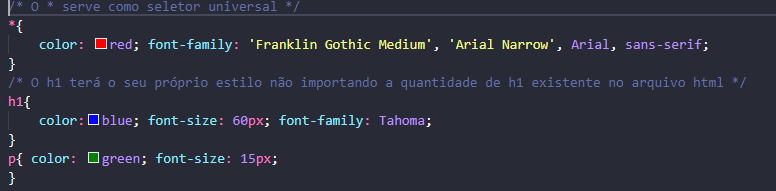 /* O * serve como seletor universal */
*{
color: red; font-family: 'Franklin Gothic Medium', 'Arial Narrow', Arial, sans-serif;
}
/* O h1 terá o seu próprio estilo não importando a quantidade de h1 existente no arquivo html */
h1{
color: blue; font-size: 60px; font-family: Tahoma;
}
p{ color: green; font-size: 15px;
}